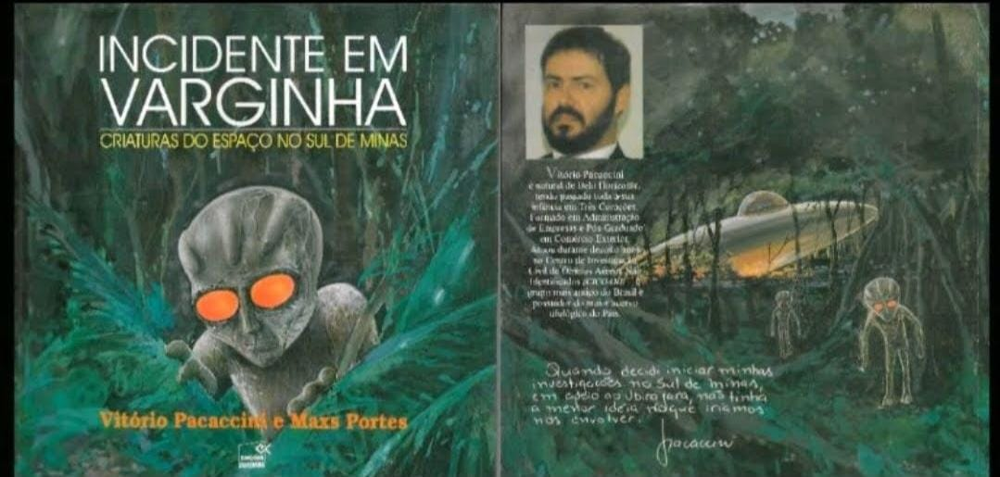 INCIDENTE EM
VARGINHA
CRIATURAS DO ESPAÇO NO SUL DE MINAS
Vitório Pacaccini e Maxs Portes
Vitório Pacaccini
é natural de Belo Horizonte,
tendo passado toda a sua
infância em Três Corações.
Formado em Administração
de Empresas e Pós-Graduado
em Comércio Exterior.
Atuou durante dezoito anos
no Centro de Investigação
Civil de Objetos Aéreos Não
Identificados
grupo mais antigo do Brasil e
possuidor do maior acervo
ufológico do País.
Quando decidi iniciar minhas
investigações no Sul de Minas,
em apoio ao Ubirajara, não tinha
a menor idéia no que iríamos
nos envolver.
Pacaccini